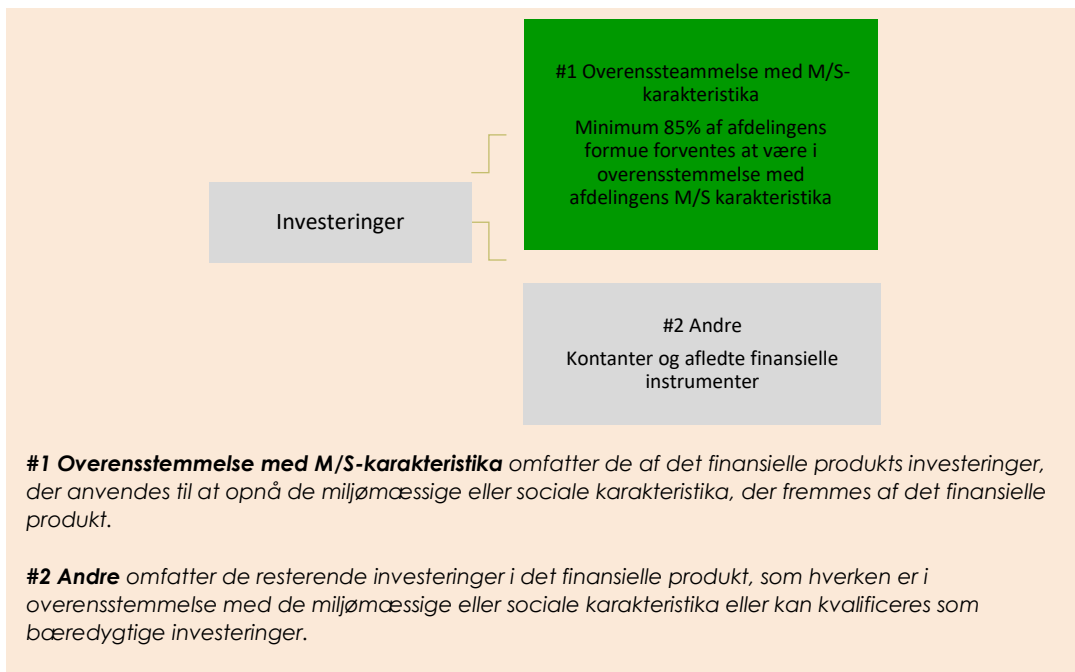 #1 Overenssteammelse med M/S-
karakteristika
Minimum 85% af afdelingens
formue forventes at være i
overensstemmelse med
afdelingens M/S karakteristika
Investeringer
#2 Andre
Kontanter og afledte finansielle
instrumenter
#1 Overensstemmelse med M/S-karakteristika omfatter de af det finansielle produkts investeringer,
der anvendes til at opnå de miljømæssige eller sociale karakteristika, der fremmes af det finansielle
produkt.
#2 Andre omfatter de resterende investeringer i det finansielle produkt, som hverken er i
overensstemmelse med de miljømæssige eller sociale karakteristika eller kan kvalificeres som
bæredygtige investeringer.